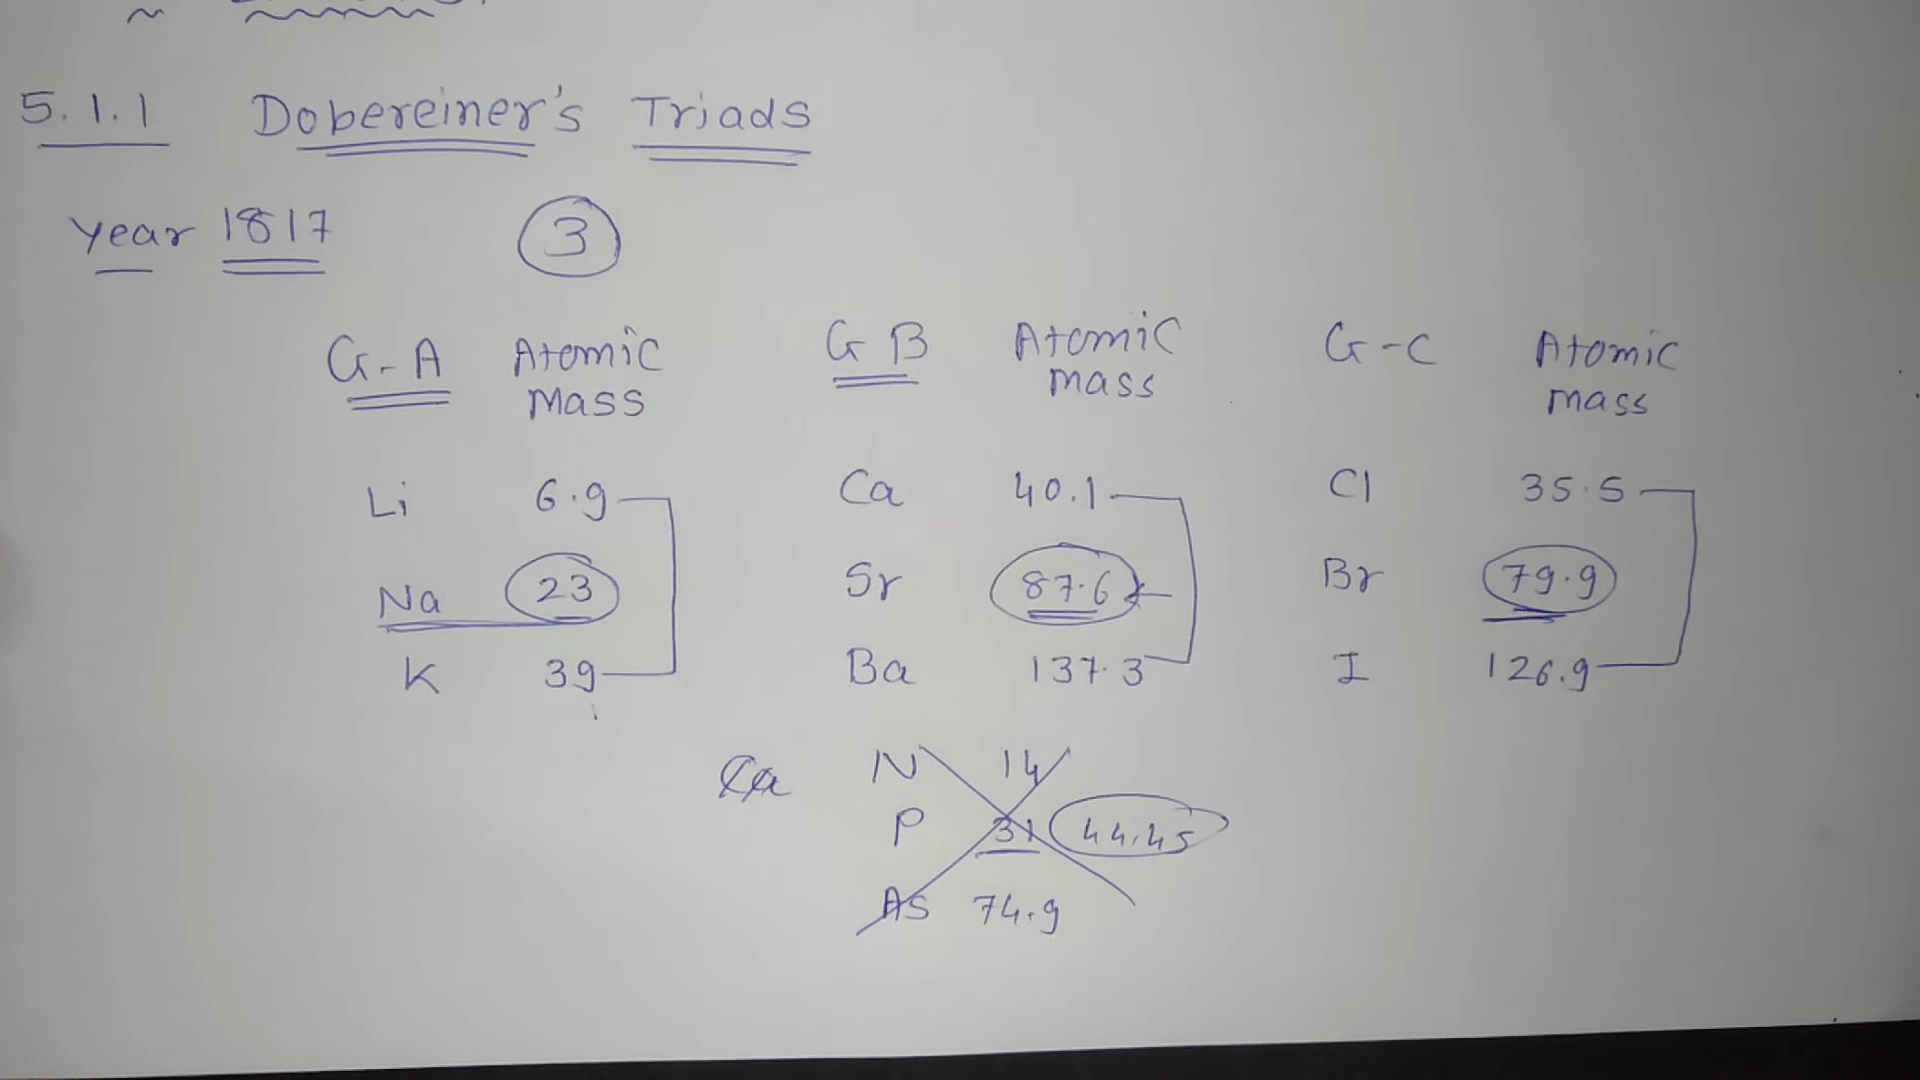 5.1.1 Dobereiner's Triads
Year 1817 3
G-A Atomic Mass G B Atomic mass G-C Atomic mass
Li 6.9 Ca 40.1 Cl 35.5
Na 23 Sr 87.6 Br 79.9
K 39 Ba 137.3 I 126.9
N 14
P 31 44.45
As 74.9